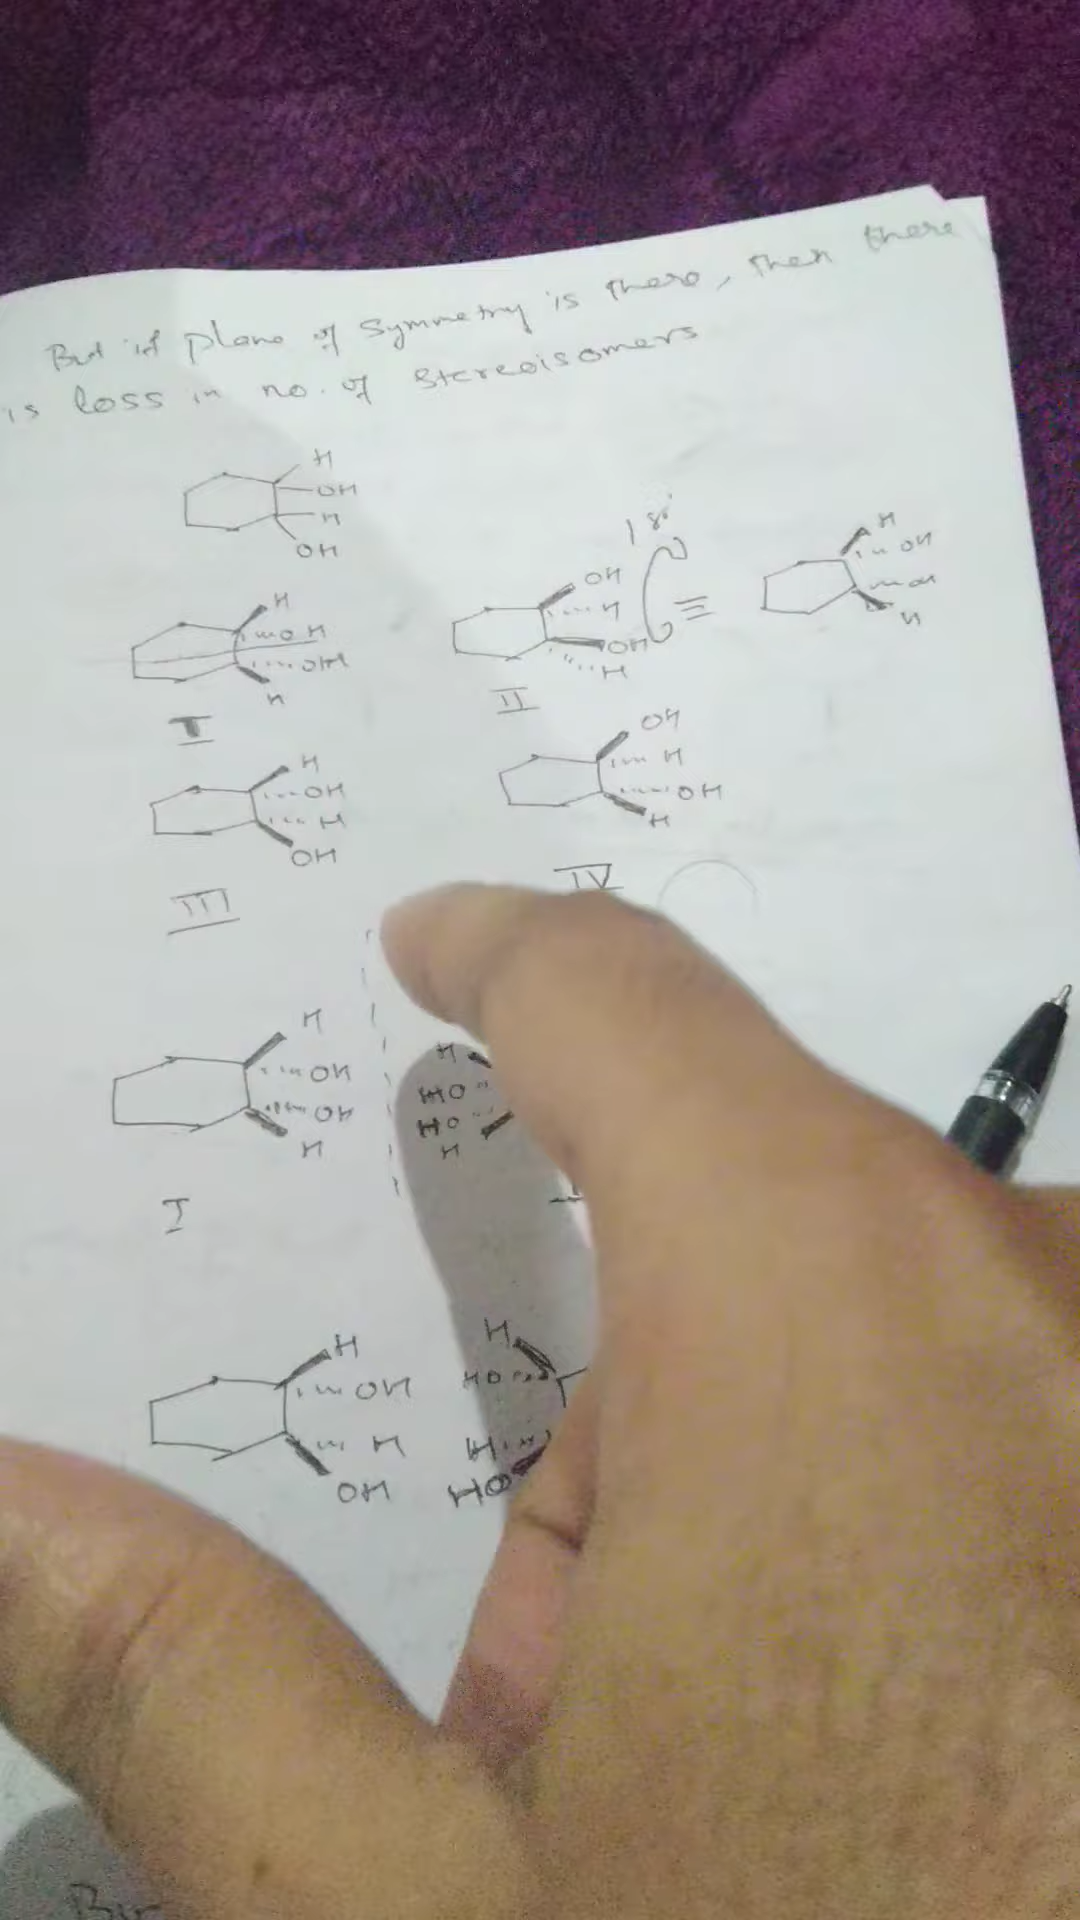 But if plane of symmetry is there, then there
is loss in no. of stereoisomers
H
OH
H
OH
H
OH
OH
H
I
OH
H
OH
H
II
≡
H
OH
OH
H
H
OH
H
OH
III
OH
H
OH
H
IV
H
OH
OH
H
I
H
HO
HO
H
H
OH
H
OH
H
HO
H
HO